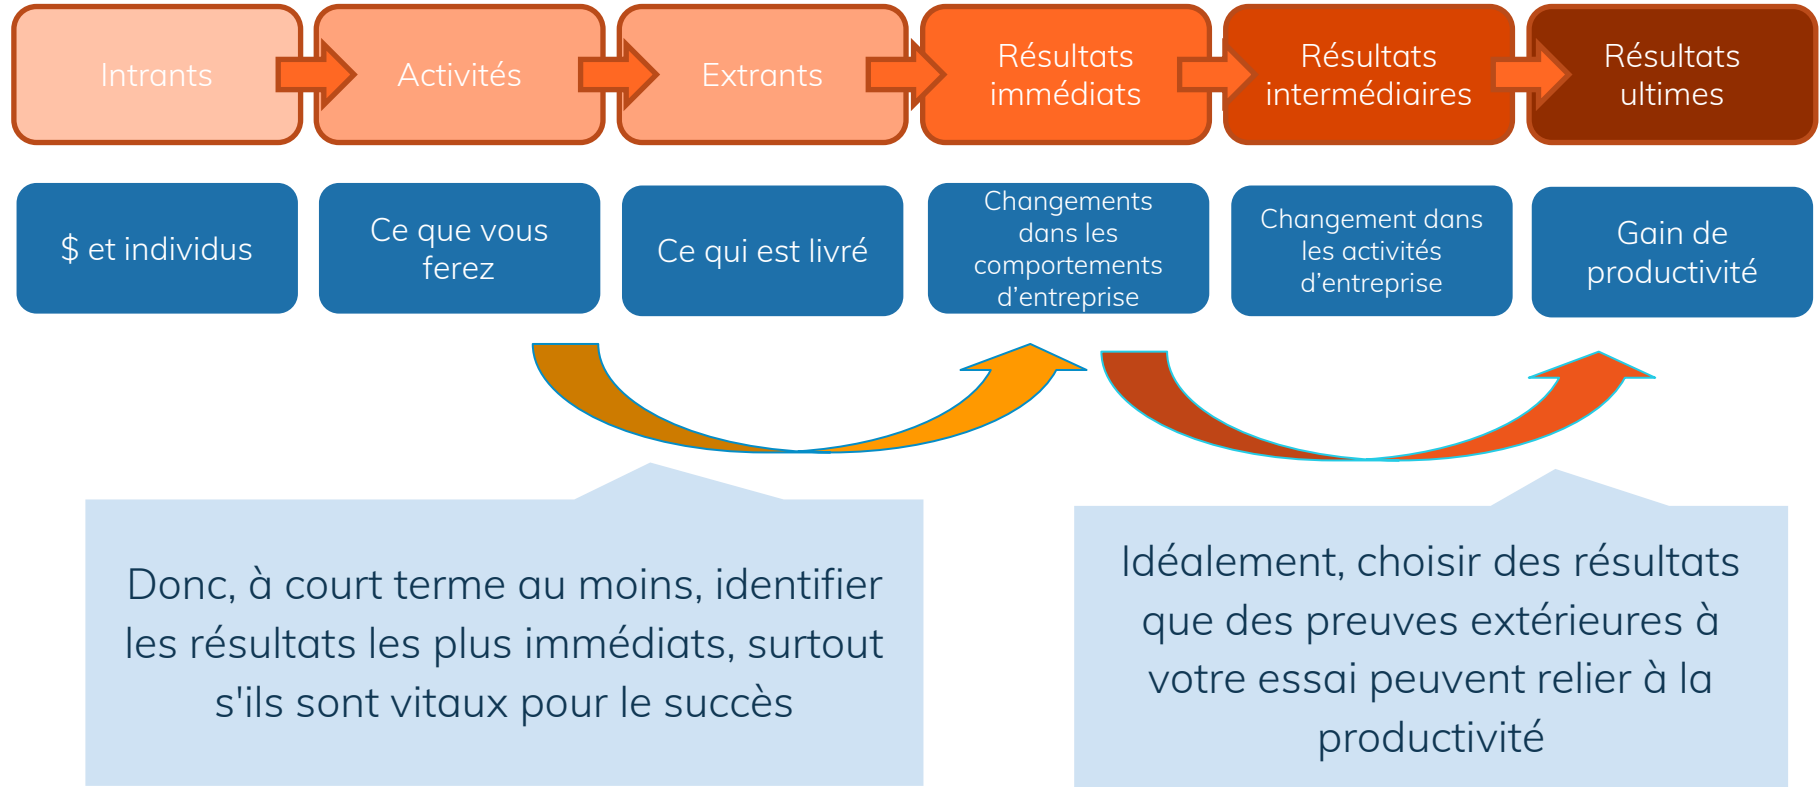 Intrants
Activités
Extrants
Résultats
immédiats
Résultats
intermédiaires
Résultats
ultimes
$ et individus
Ce que vous
ferez
Ce qui est livré
Changements
dans les
comportements
d’entreprise
Changement dans
les activités
d’entreprise
Gain de
productivité
Donc, à court terme au moins, identifier
les résultats les plus immédiats, surtout
s'ils sont vitaux pour le succès
Idéalement, choisir des résultats
que des preuves extérieures à
votre essai peuvent relier à la
productivité